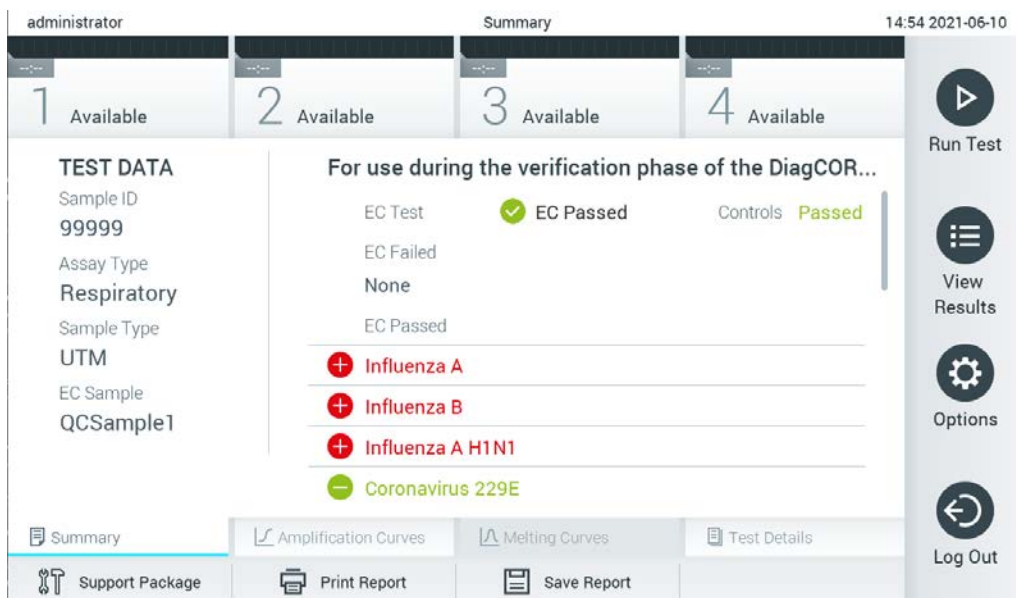 administrator
Summary
14:54 2021-06-10
--:--
1 Available
--:--
2 Available
--:--
3 Available
--:--
4 Available
Run Test
View
Results
Options
Log Out
TEST DATA
Sample ID
99999
Assay Type
Respiratory
Sample Type
UTM
EC Sample
QCSample1
For use during the verification phase of the DiagCOR...
EC Test EC Passed Controls Passed
EC Failed
None
EC Passed
Influenza A
Influenza B
Influenza A H1N1
Coronavirus 229E
Summary
Amplification Curves
Melting Curves
Test Details
Support Package
Print Report
Save Report